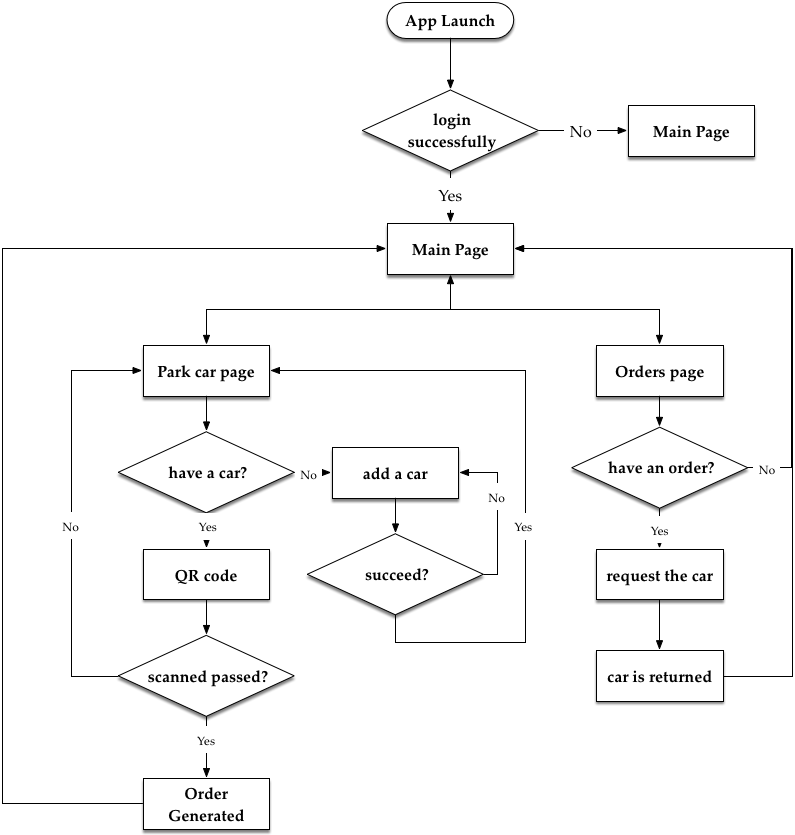 App Launch
login
successfully
No
Main Page
Yes
Main Page
Park car page
Orders page
have a car?
No
add a car
have an order?
No
No
No
Yes
Yes
Yes
QR code
succeed?
request the car
scanned passed?
car is returned
Yes
Order
Generated